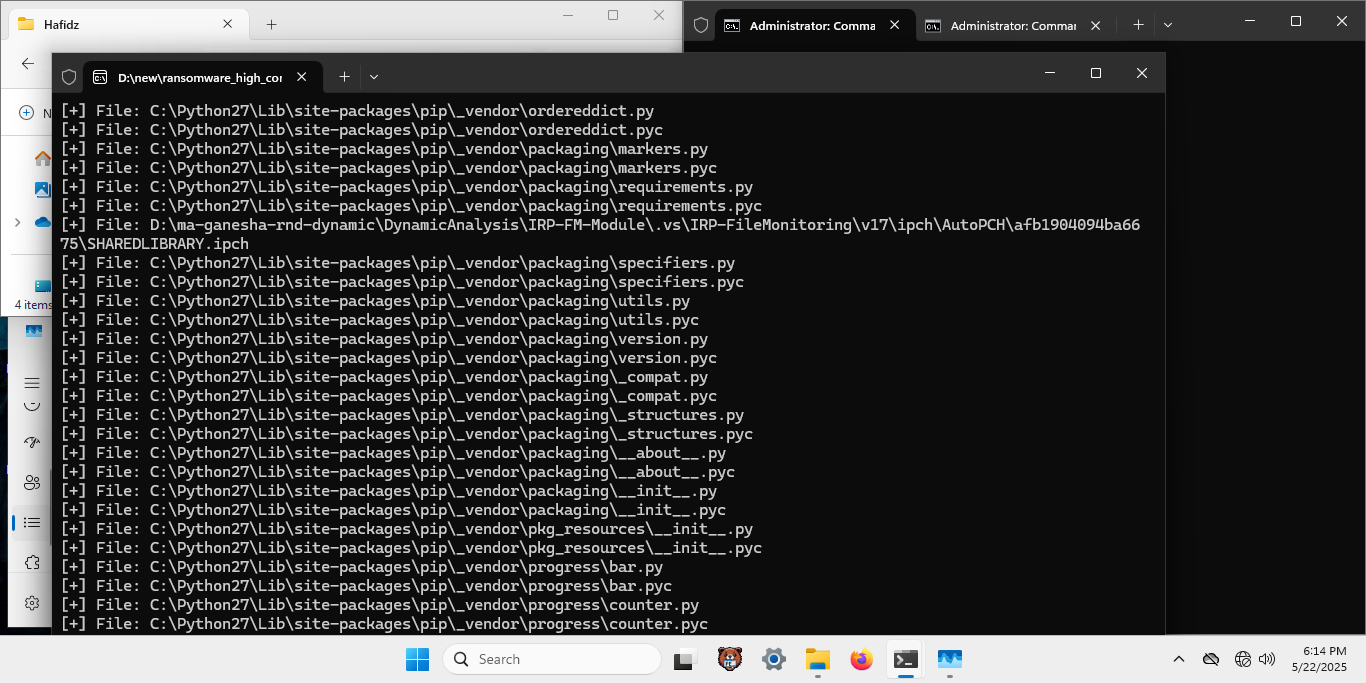 Hafidz
Administrator: Comma
Administrator: Commar
D:\new\ransomware_high_cor
N
4 items
[+] File: C:\Python27\Lib\site-packages\pip\_vendor\ordereddict.py
[+] File: C:\Python27\Lib\site-packages\pip\_vendor\ordereddict.pyc
[+] File: C:\Python27\Lib\site-packages\pip\_vendor\packaging\markers.py
[+] File: C:\Python27\Lib\site-packages\pip\_vendor\packaging\markers.pyc
[+] File: C:\Python27\Lib\site-packages\pip\_vendor\packaging\requirements.py
[+] File: C:\Python27\Lib\site-packages\pip\_vendor\packaging\requirements.pyc
[+] File: D:\ma-ganesha-rnd-dynamic\DynamicAnalysis\IRP-FM-Module\.vs\IRP-FileMonitoring\v17\ipch\AutoPCH\afb1904094ba66
75\SHAREDLIBRARY.ipch
[+] File: C:\Python27\Lib\site-packages\pip\_vendor\packaging\specifiers.py
[+] File: C:\Python27\Lib\site-packages\pip\_vendor\packaging\specifiers.pyc
[+] File: C:\Python27\Lib\site-packages\pip\_vendor\packaging\utils.py
[+] File: C:\Python27\Lib\site-packages\pip\_vendor\packaging\utils.pyc
[+] File: C:\Python27\Lib\site-packages\pip\_vendor\packaging\version.py
[+] File: C:\Python27\Lib\site-packages\pip\_vendor\packaging\version.pyc
[+] File: C:\Python27\Lib\site-packages\pip\_vendor\packaging\_compat.py
[+] File: C:\Python27\Lib\site-packages\pip\_vendor\packaging\_compat.pyc
[+] File: C:\Python27\Lib\site-packages\pip\_vendor\packaging\_structures.py
[+] File: C:\Python27\Lib\site-packages\pip\_vendor\packaging\_structures.pyc
[+] File: C:\Python27\Lib\site-packages\pip\_vendor\packaging\__about__.py
[+] File: C:\Python27\Lib\site-packages\pip\_vendor\packaging\__about__.pyc
[+] File: C:\Python27\Lib\site-packages\pip\_vendor\packaging\__init__.py
[+] File: C:\Python27\Lib\site-packages\pip\_vendor\packaging\__init__.pyc
[+] File: C:\Python27\Lib\site-packages\pip\_vendor\pkg_resources\__init__.py
[+] File: C:\Python27\Lib\site-packages\pip\_vendor\pkg_resources\__init__.pyc
[+] File: C:\Python27\Lib\site-packages\pip\_vendor\progress\bar.py
[+] File: C:\Python27\Lib\site-packages\pip\_vendor\progress\bar.pyc
[+] File: C:\Python27\Lib\site-packages\pip\_vendor\progress\counter.py
[+] File: C:\Python27\Lib\site-packages\pip\_vendor\progress\counter.pyc
Search
6:14 PM
5/22/2025